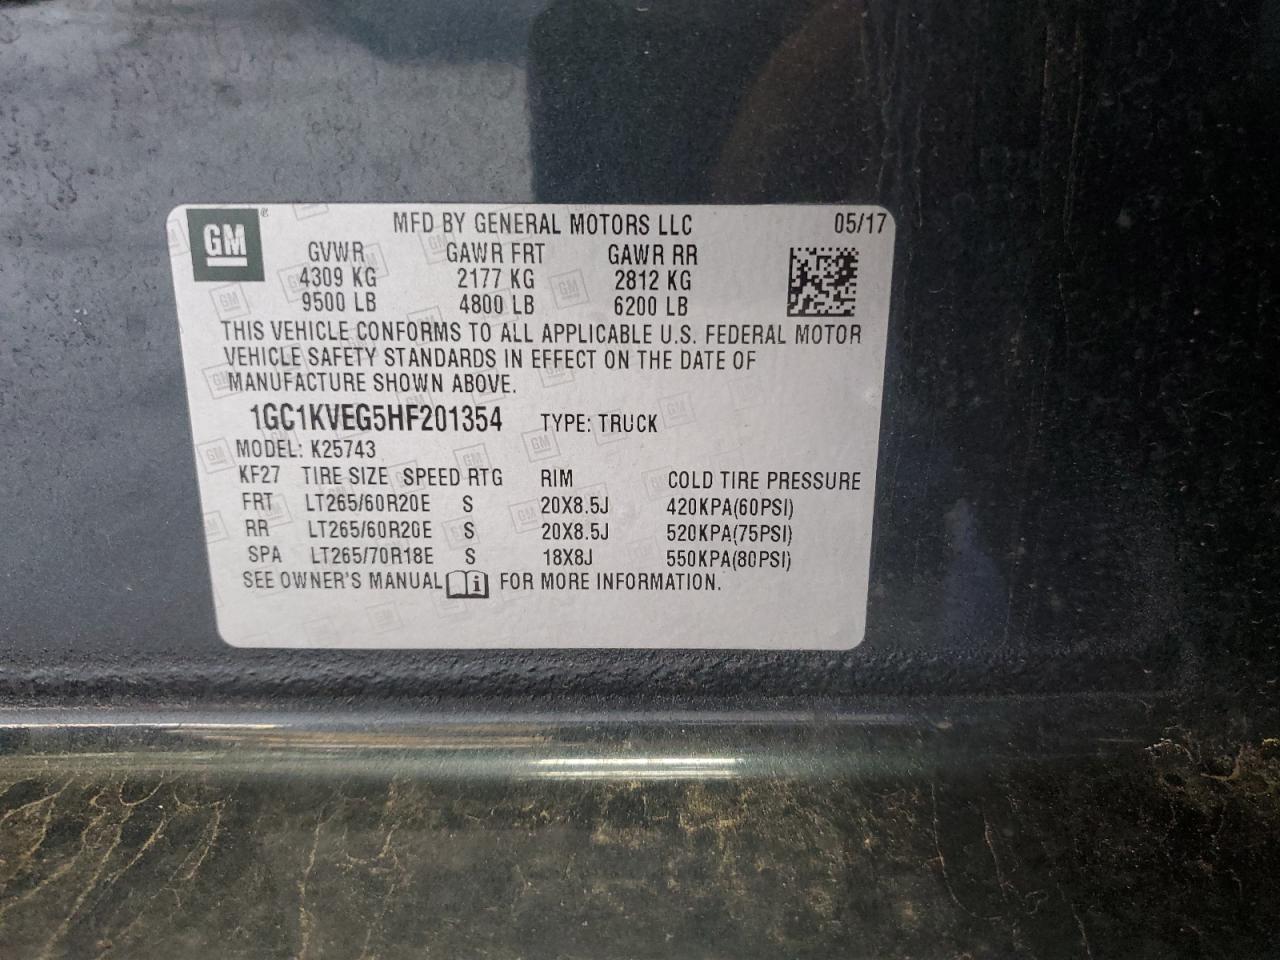 GM ® MFD BY GENERAL MOTORS LLC 05/17
GVWR GAWR FRT GAWR RR
4309 KG 2177 KG 2812 KG
9500 LB 4800 LB 6200 LB
THIS VEHICLE CONFORMS TO ALL APPLICABLE U.S. FEDERAL MOTOR
VEHICLE SAFETY STANDARDS IN EFFECT ON THE DATE OF
MANUFACTURE SHOWN ABOVE.
1GC1KVEG5HF201354 TYPE: TRUCK
MODEL: K25743
KF27 TIRE SIZE SPEED RTG RIM COLD TIRE PRESSURE
FRT LT265/60R20E S 20X8.5J 420KPA(60PSI)
RR LT265/60R20E S 20X8.5J 520KPA(75PSI)
SPA LT265/70R18E S 18X8J 550KPA(80PSI)
SEE OWNER'S MANUAL i FOR MORE INFORMATION.